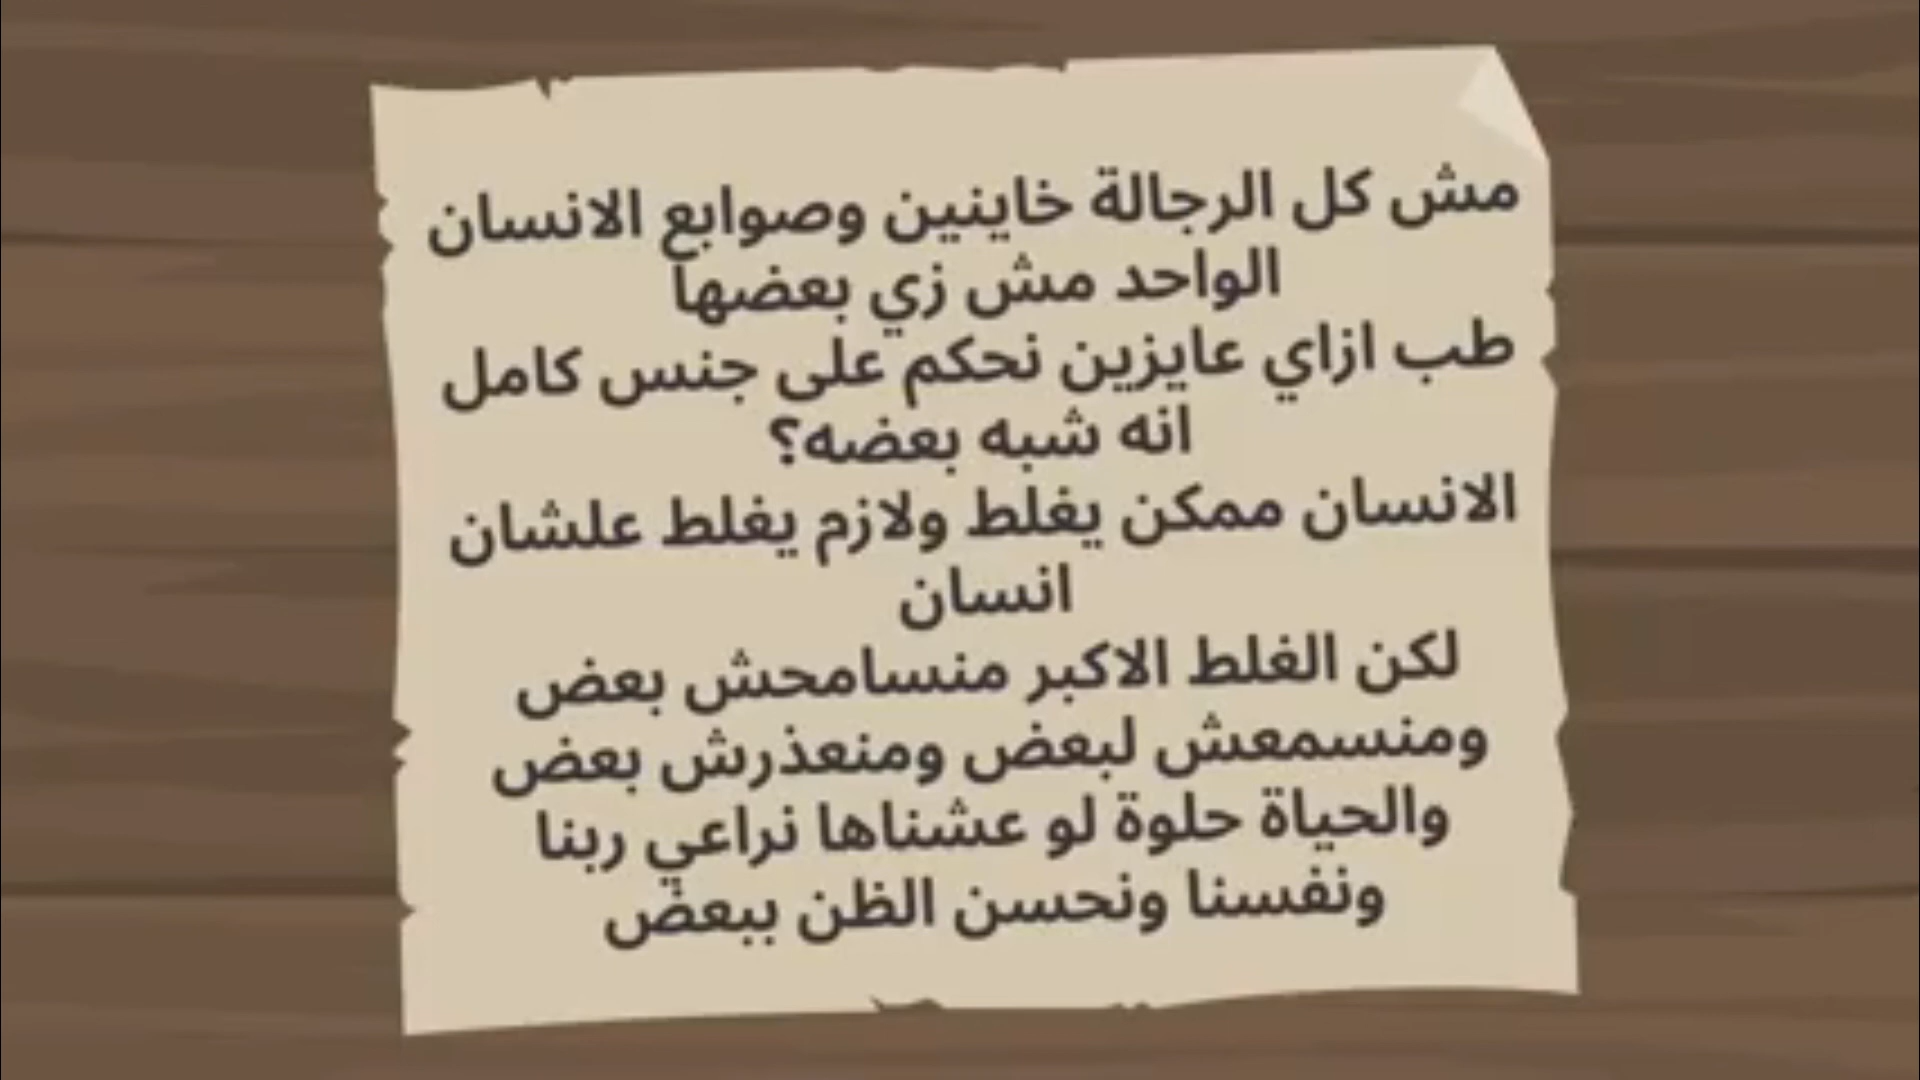 مش كل الرجالة خاينين وصوابع الانسان
الواحد مش زي بعضها
طب ازاي عايزين نحكم على جنس كامل
انه شبه بعضه؟
الانسان ممكن يغلط ولازم يغلط علشان
انسان
لكن الغلط الاكبر منسامحش بعض
ومنسمعش لبعض ومنعذرش بعض
والحياة حلوة لو عشناها نراعي ربنا
ونفسنا ونحسن الظن ببعض